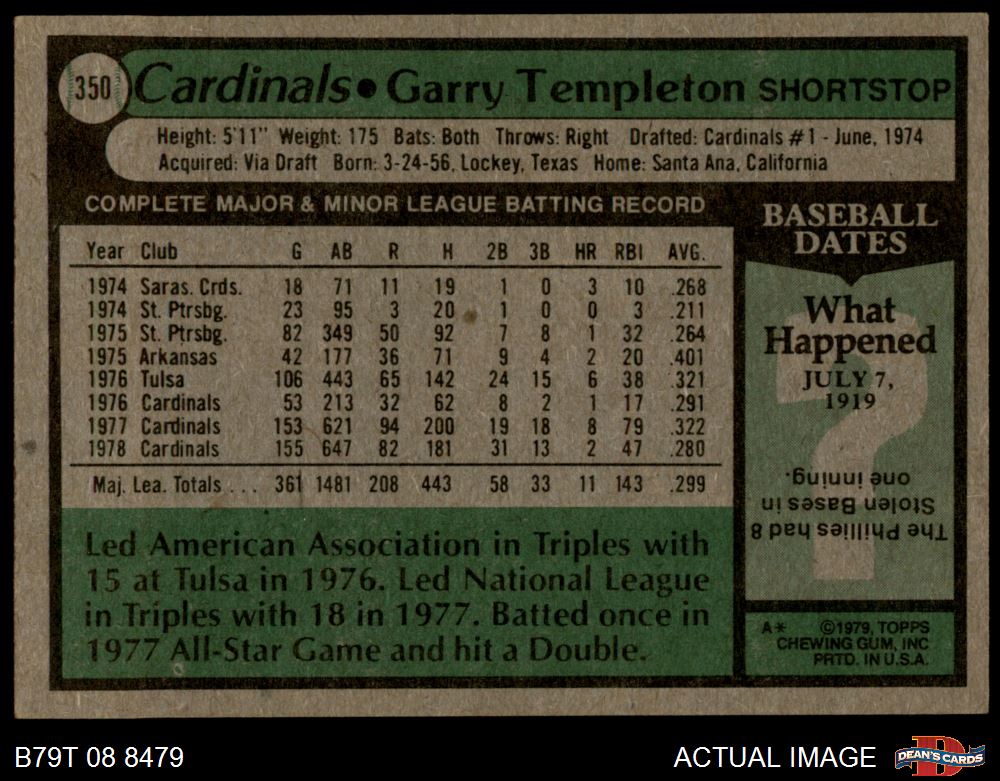 350 Cardinals • Garry Templeton SHORTSTOP
Height: 5'11" Weight: 175 Bats: Both Throws: Right Drafted: Cardinals #1 - June, 1974
Acquired: Via Draft Born: 3-24-56, Lockey, Texas Home: Santa Ana, California
COMPLETE MAJOR & MINOR LEAGUE BATTING RECORD
Year Club G AB R H 2B 3B HR RBI AVG.
1974 Saras. Crds. 18 71 11 19 1 0 3 10 .268
1974 St. Ptrsbg. 23 95 3 20 1 0 0 3 .211
1975 St. Ptrsbg. 82 349 50 92 7 8 1 32 .264
1975 Arkansas 42 177 36 71 9 4 2 20 .401
1976 Tulsa 106 443 65 142 24 15 6 38 .321
1976 Cardinals 53 213 32 62 8 2 1 17 .291
1977 Cardinals 153 621 94 200 19 18 8 79 .322
1978 Cardinals 155 647 82 181 31 13 2 47 .280
Maj. Lea. Totals . . . 361 1481 208 443 58 33 11 143 .299
Led American Association in Triples with
15 at Tulsa in 1976. Led National League
in Triples with 18 in 1977. Batted once in
1977 All-Star Game and hit a Double.
BASEBALL
DATES
What
Happened
JULY 7,
1919
?
The Phillies had 8
Stolen Bases in
one inning.
A* ©1979, TOPPS
CHEWING GUM, INC
PRTD. IN U.S.A.
B79T 08 8479 ACTUAL IMAGE
D
DEAN'S CARDS